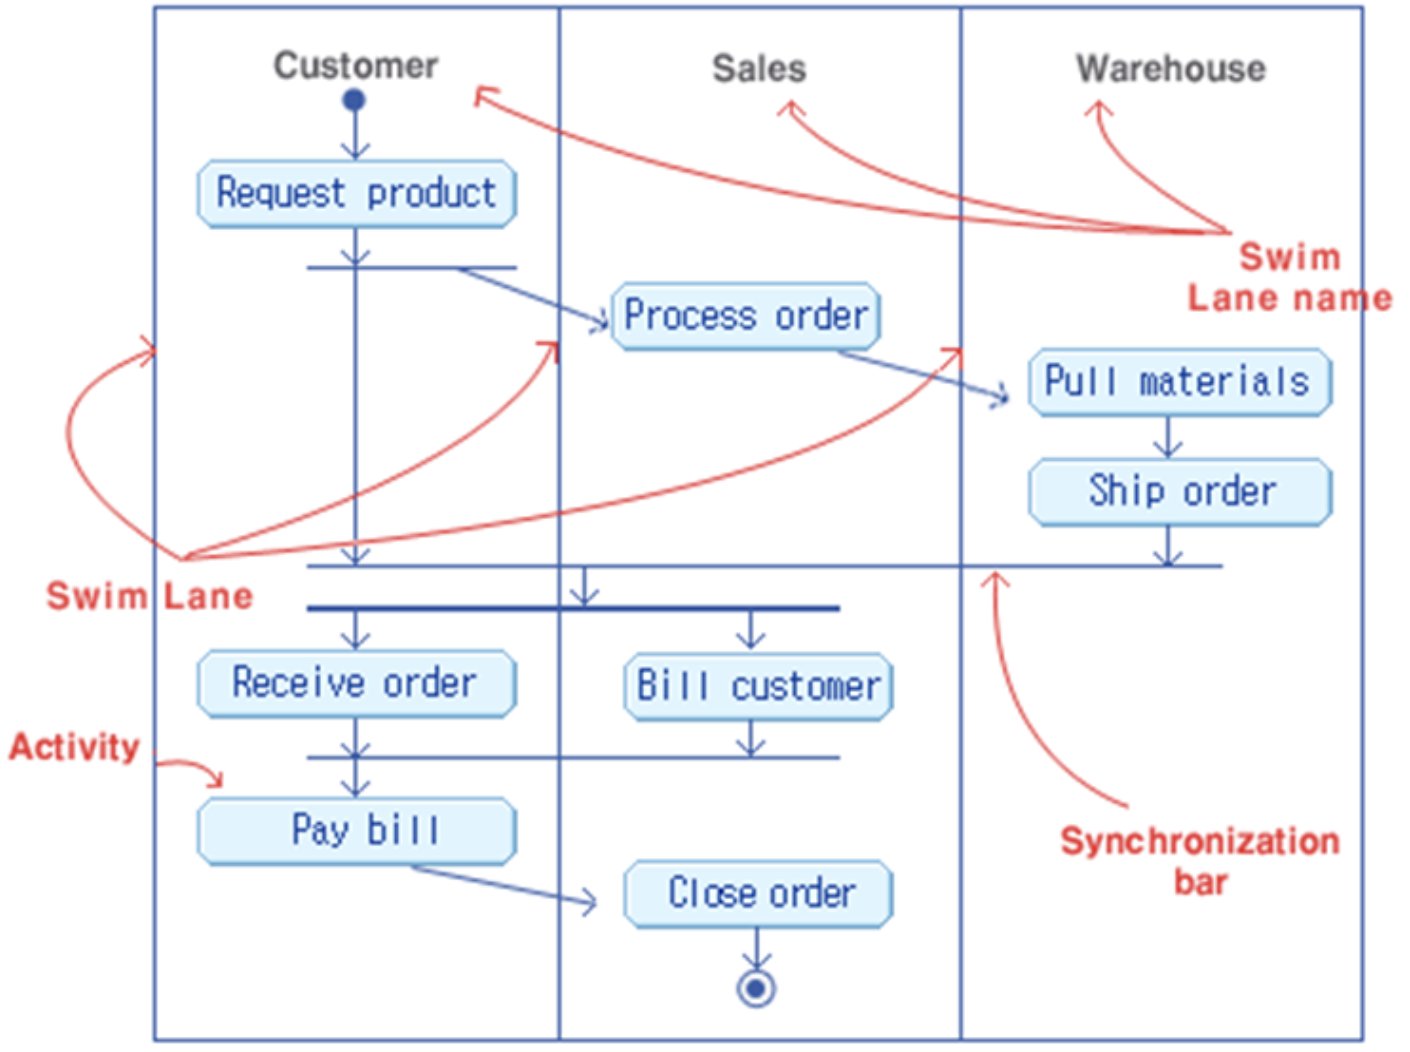 Customer
Sales
Warehouse
Request product
Swim
Lane name
Process order
Pull materials
Ship order
Swim Lane
Receive order
Bill customer
Activity
Pay bill
Synchronization
bar
Close order